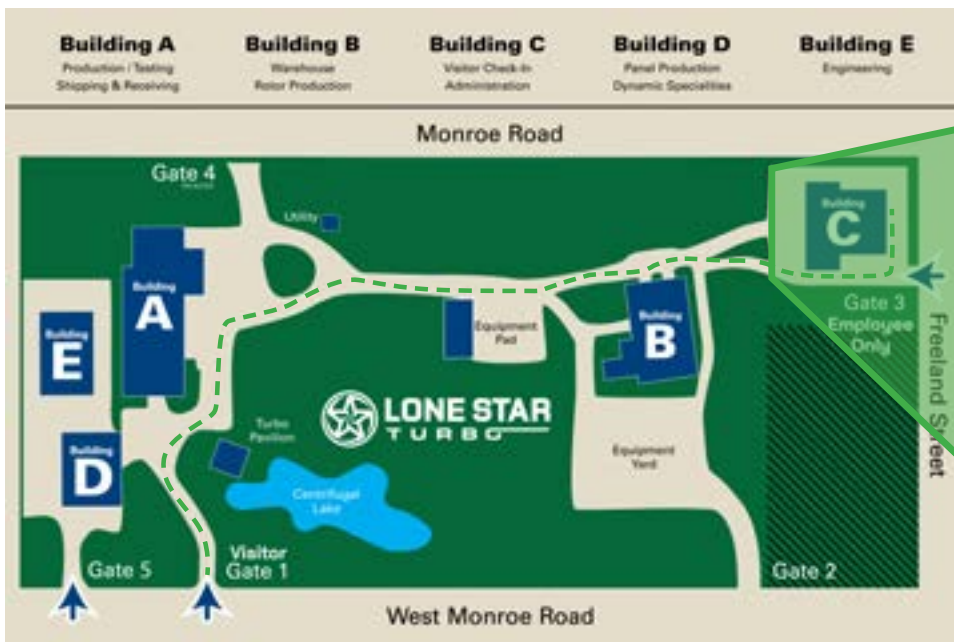 Building A
Production / Testing
Shipping & Receiving
Building B
Warehouse
Rotor Production
Building C
Visitor Check-In
Administration
Building D
Panel Production
Dynamic Specialities
Building E
Engineering
Monroe Road
Gate 4
Utility
Building
C
Building
A
Gate 3
Employee
Only
Freeland Street
Building
E
Equipment
Pad
Building
B
LONE STAR
TURBO
Turbo
Pavilion
Building
D
Equipment
Yard
Centrifugal
Lake
Visitor
Gate 1
Gate 5
Gate 2
West Monroe Road